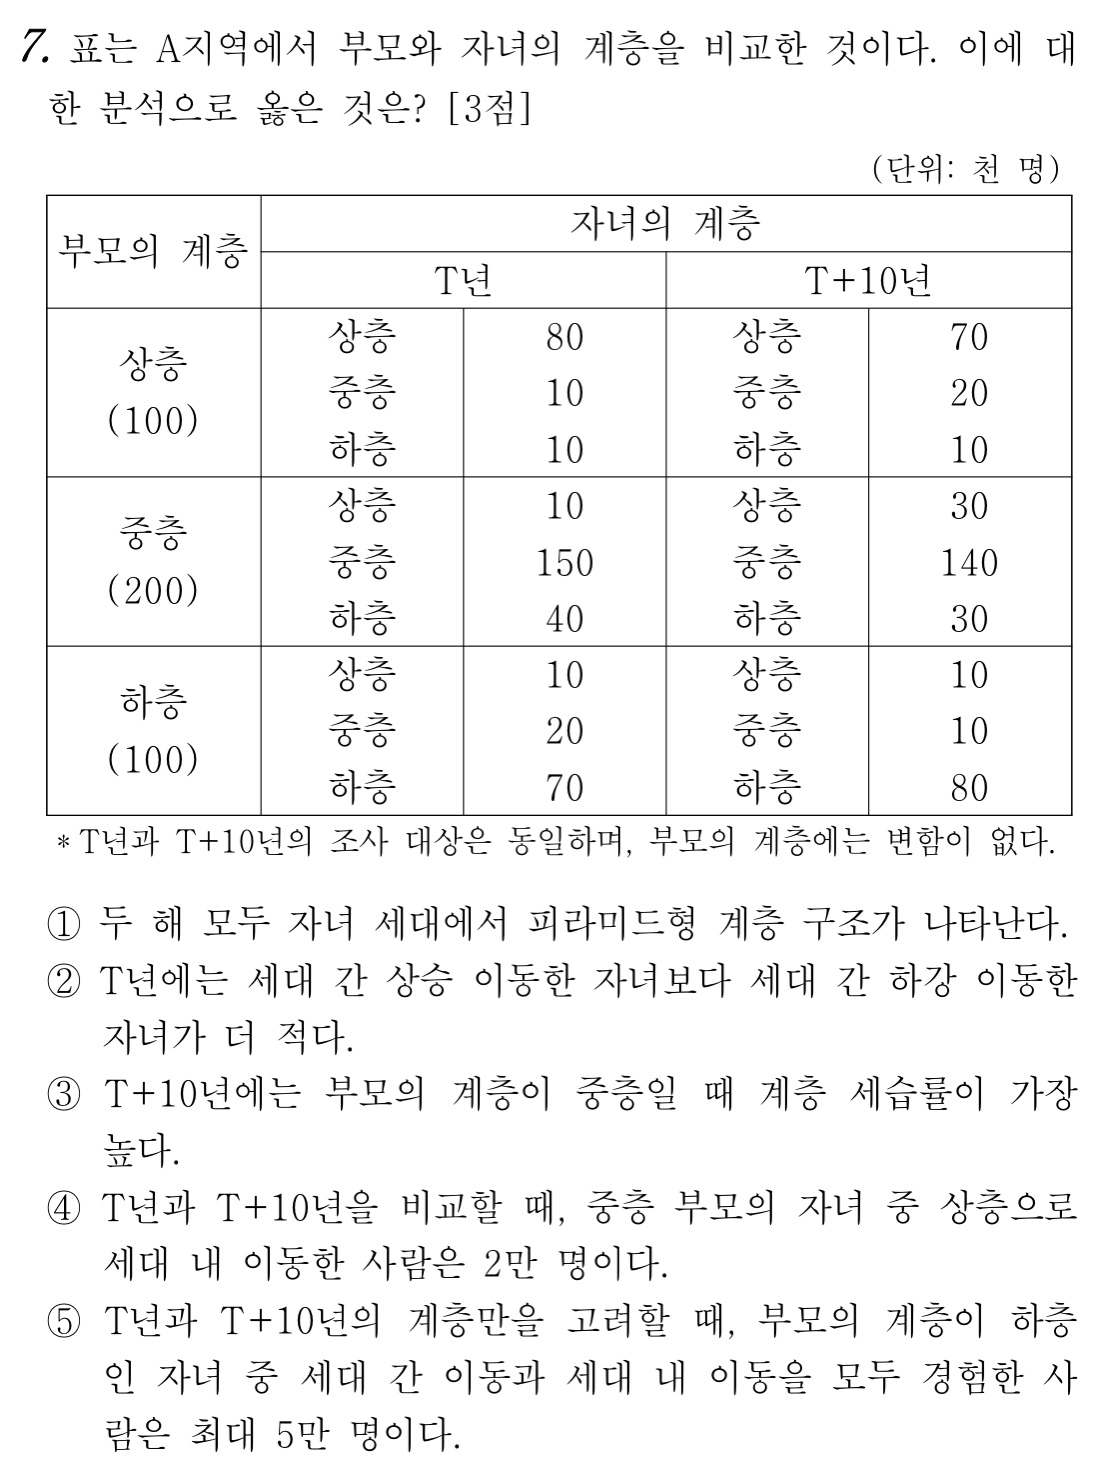 7. 표는 A지역에서 부모와 자녀의 계층을 비교한 것이다. 이에 대
한 분석으로 옳은 것은? [3점]
(단위: 천 명)
부모의 계층 자녀의 계층
T년 T+10년
상층 (100) 상층 80 상층 70
중층 10 중층 20
하층 10 하층 10
중층 (200) 상층 10 상층 30
중층 150 중층 140
하층 40 하층 30
하층 (100) 상층 10 상층 10
중층 20 중층 10
하층 70 하층 80
* T년과 T+10년의 조사 대상은 동일하며, 부모의 계층에는 변함이 없다.
① 두 해 모두 자녀 세대에서 피라미드형 계층 구조가 나타난다.
② T년에는 세대 간 상승 이동한 자녀보다 세대 간 하강 이동한
자녀가 더 적다.
③ T+10년에는 부모의 계층이 중층일 때 계층 세습률이 가장
높다.
④ T년과 T+10년을 비교할 때, 중층 부모의 자녀 중 상층으로
세대 내 이동한 사람은 2만 명이다.
⑤ T년과 T+10년의 계층만을 고려할 때, 부모의 계층이 하층
인 자녀 중 세대 간 이동과 세대 내 이동을 모두 경험한 사
람은 최대 5만 명이다.